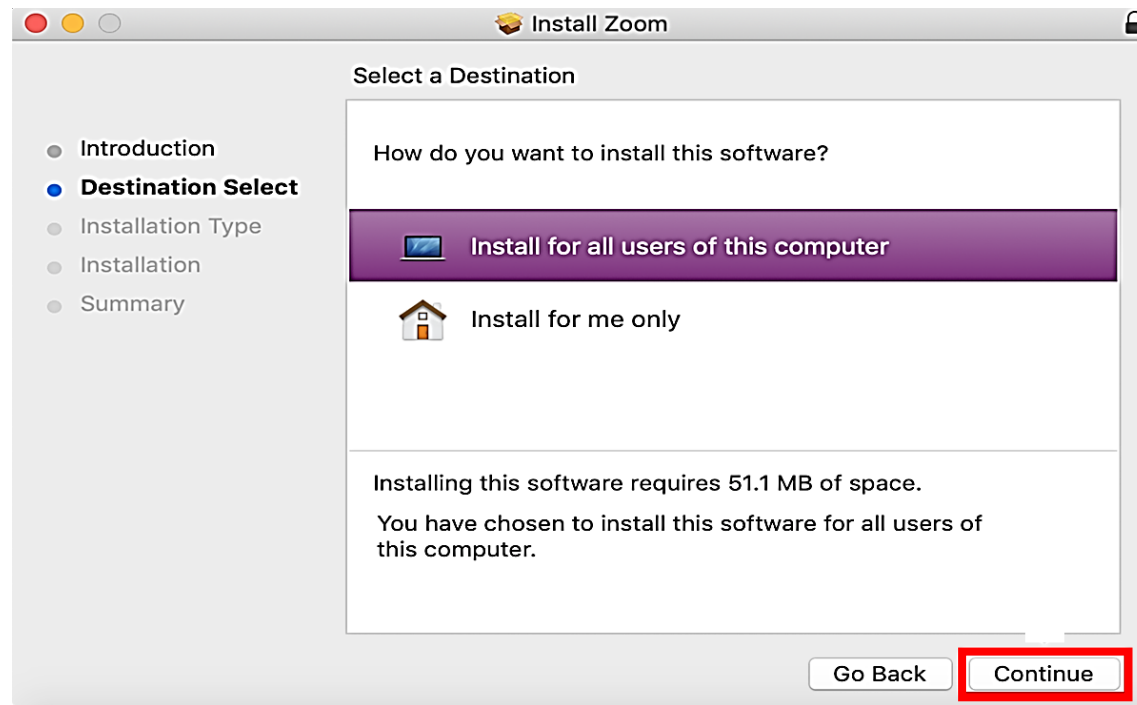 Install Zoom
Select a Destination
Introduction
Destination Select
Installation Type
Installation
Summary
How do you want to install this software?
Install for all users of this computer
Install for me only
Installing this software requires 51.1 MB of space.
You have chosen to install this software for all users of
this computer.
Go Back
Continue